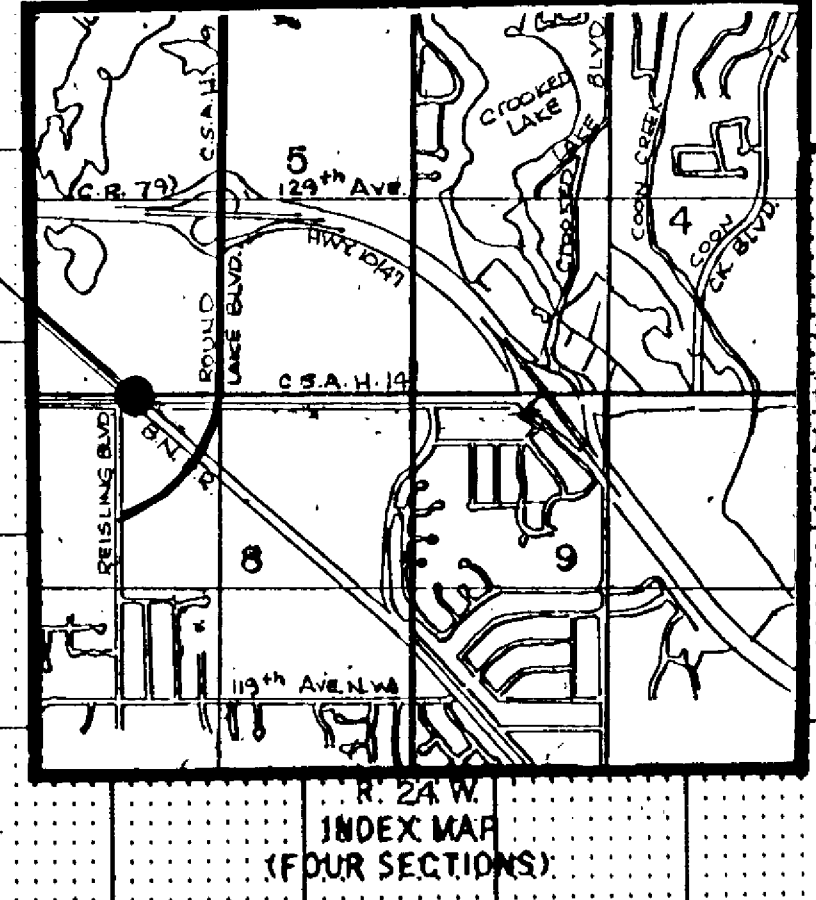 C.S.A.H. 9
CROOKED
LAKE
CROOKED LAKE BLVD.
COON CREEK
5
C.R. 79)
129th Ave.
4
COON
CK. BLVD.
HWY. 10/47
ROUND
LAKE BLVD.
C.S.A.H. 14
REISLING BLVD
B.N.
R.
8
9
119th Ave. N.W.
R. 24 W.
INDEX MAP
(FOUR SECTIONS)